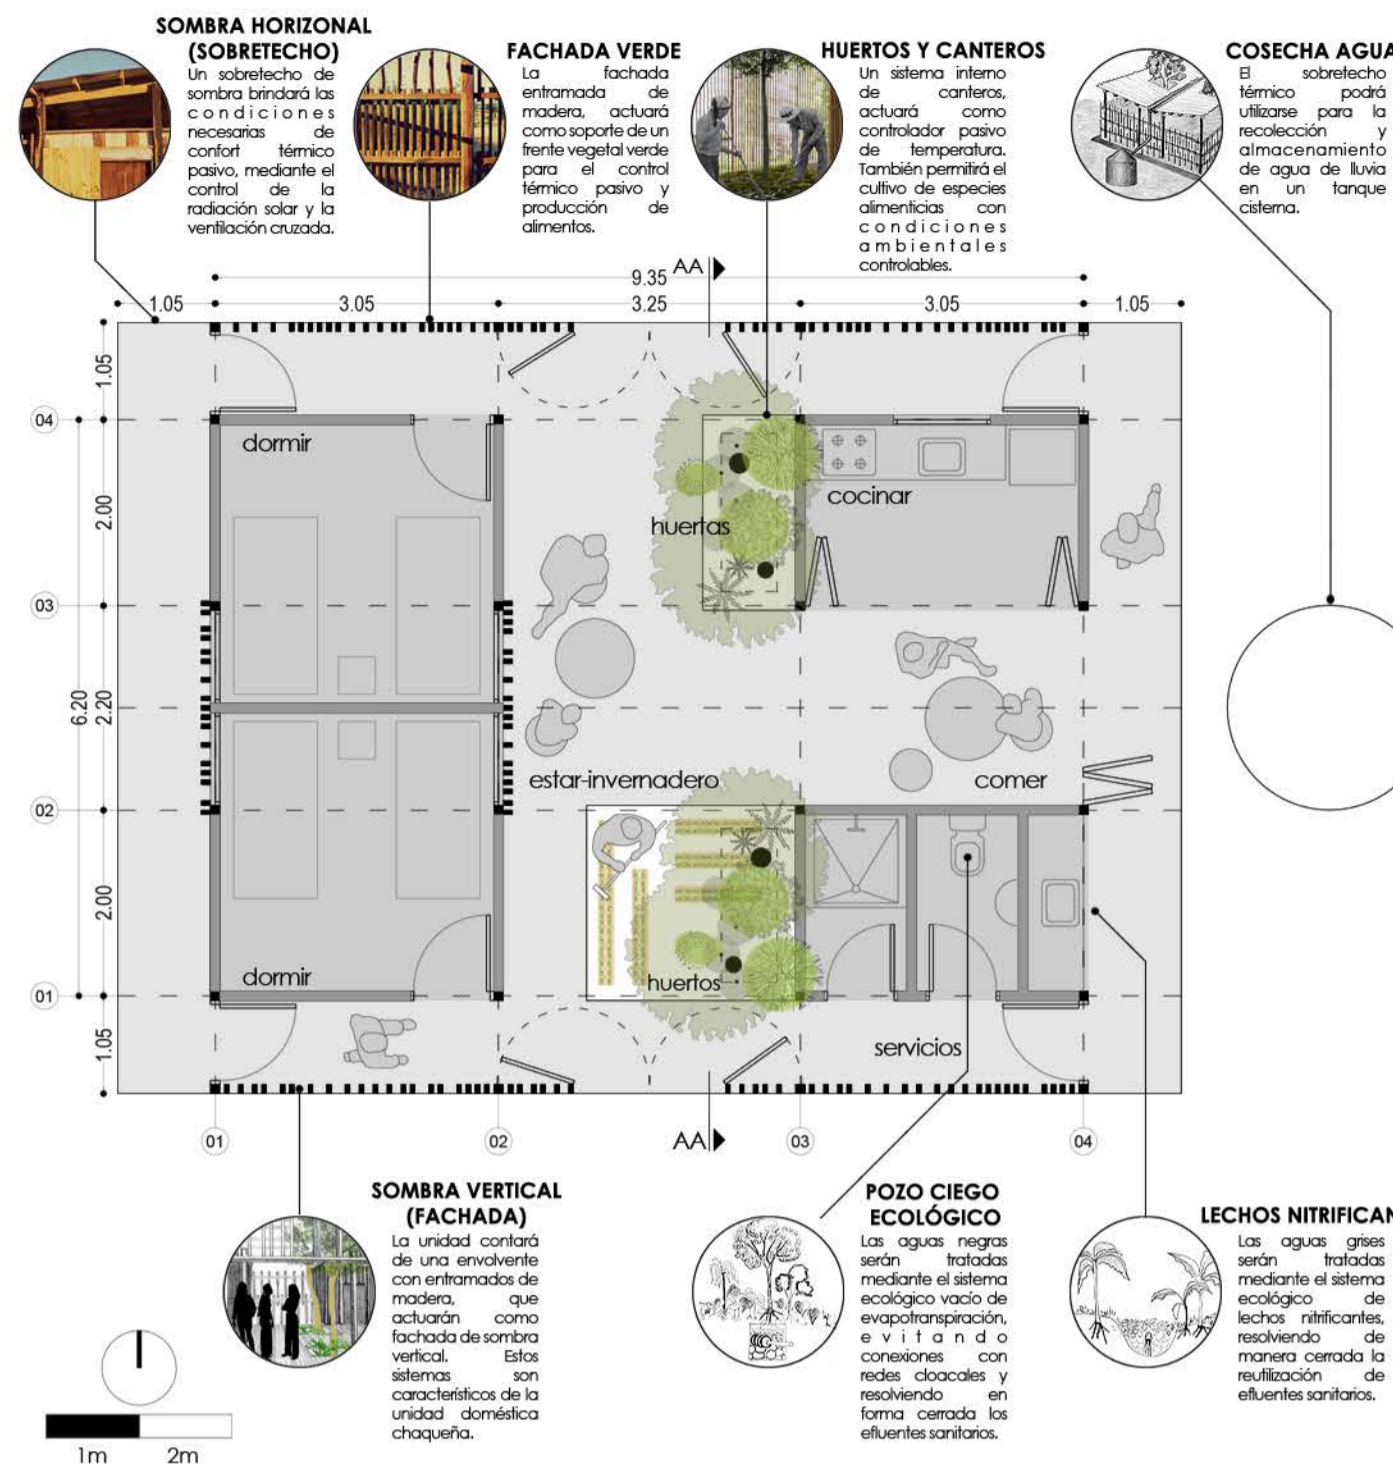 SOMBRA HORIZONAL
(SOBRETECHO)
Un sobretecho de
sombra brindará las
condiciones
necesarias de
confort térmico
pasivo, mediante el
control de la
radiación solar y la
ventilación cruzada.
FACHADA VERDE
La fachada
entramada de
madera, actuará
como soporte de un
frente vegetal verde
para el control
térmico pasivo y
producción de
alimentos.
HUERTOS Y CANTEROS
Un sistema interno
de canteros,
actuará como
controlador pasivo
de temperatura.
También permitirá el
cultivo de especies
alimenticias con
condiciones
ambientales
controlables.
COSECHA AGUA
El sobretecho
térmico podrá
utilizarse para la
recolección y
almacenamiento
de agua de lluvia
en un tanque
cisterna.
9.35
AA
1.05
3.05
3.25
3.05
1.05
1.05
04
dormir
cocinar
2.00
huertas
03
6.20
2.20
estar-invernadero
comer
02
2.00
dormir
huertos
01
1.05
servicios
01
02
AA
03
04
SOMBRA VERTICAL
(FACHADA)
La unidad contará
de una envolvente
con entramados de
madera, que
actuarán como
fachada de sombra
vertical. Estos
sistemas son
característicos de la
unidad doméstica
chaqueña.
POZO CIEGO
ECOLÓGICO
Las aguas negras
serán tratadas
mediante el sistema
ecológico vacío de
evapotranspiración,
evitando
conexiones con
redes cloacales y
resolviendo en
forma cerrada los
efluentes sanitarios.
LECHOS NITRIFICAN
Las aguas grises
serán tratadas
mediante el sistema
ecológico de
lechos nitrificantes,
resolviendo de
manera cerrada la
reutilización de
efluentes sanitarios.
1m
2m